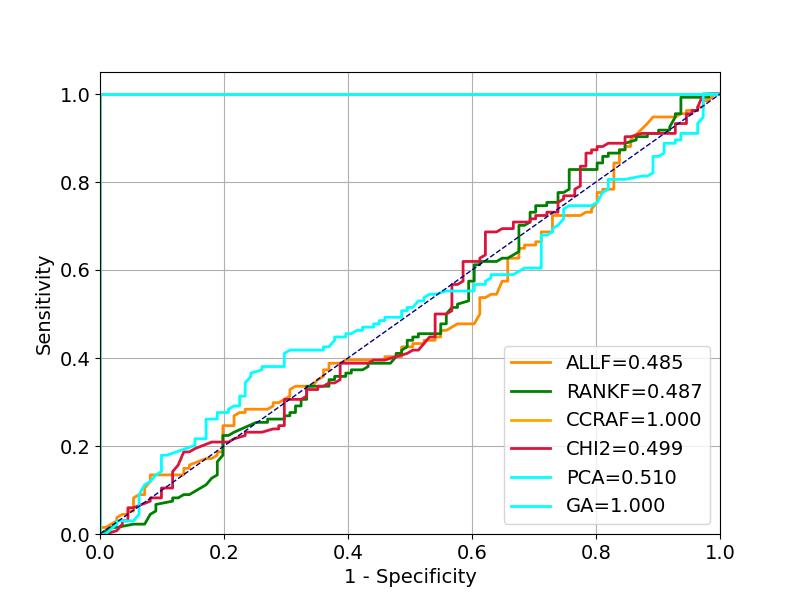 1.0
0.8
0.6
0.4
0.2
0.0
Sensitivity
ALLF=0.485
RANKF=0.487
CCRAF=1.000
CHI2=0.499
PCA=0.510
GA=1.000
0.0 0.2 0.4 0.6 0.8 1.0
1 - Specificity